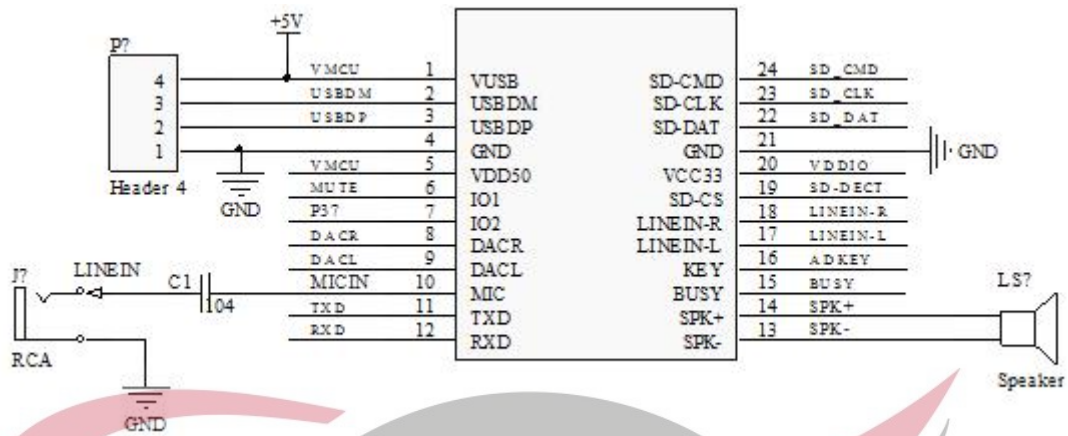 +5V
P?
4
3
2
1
Header 4
GND
VMCU 1 VUSB
USBDM 2 USBDM
USBDP 3 USBDP
4 GND
VMCU 5 VDD50
MUTE 6 IO1
P37 7 IO2
DACR 8 DACR
DACL 9 DACL
MICIN 10 MIC
TXD 11 TXD
RXD 12 RXD
SD-CMD 24 SD_CMD
SD-CLK 23 SD_CLK
SD-DAT 22 SD_DAT
GND 21 GND
VCC33 20 VDDIO
SD-CS 19 SD-DECT
LINEIN-R 18 LINEIN-R
LINEIN-L 17 LINEIN-L
KEY 16 ADKEY
BUSY 15 BUSY
SPK+ 14 SPK+
SPK- 13 SPK-
J?
LINEIN
C1
104
RCA
GND
LS?
Speaker